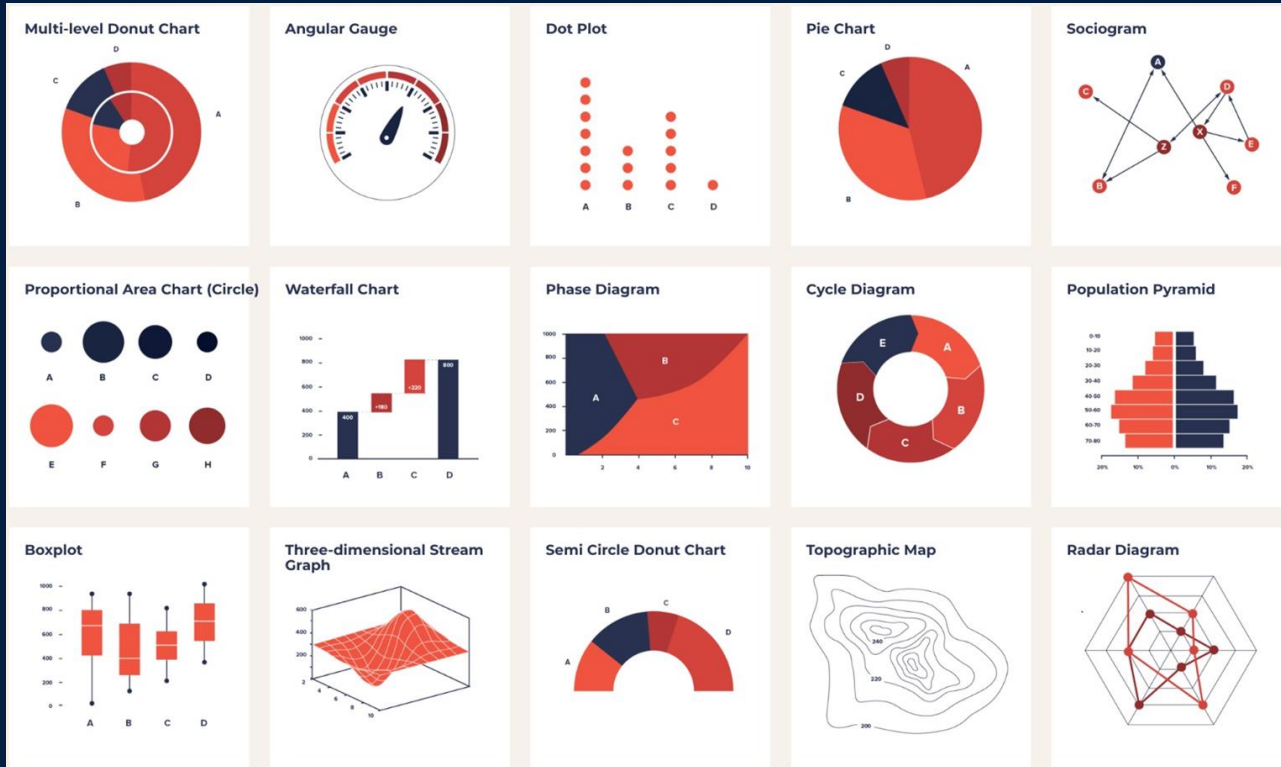 Multi-level Donut Chart
D
C
A
B
Angular Gauge
Dot Plot
A B C D
Pie Chart
D
A
C
B
Sociogram
A
D
C
X
E
Z
B
F
Proportional Area Chart (Circle)
A B C D
E F G H
Waterfall Chart
1000
800
800
600
+220
+180
400
400
200
0
A B C D
Phase Diagram
1000
800
B
600
A
400
C
200
0
2 4 6 8 10
Cycle Diagram
E A
D B
C
Population Pyramid
0-10
10-20
20-30
30-40
40-50
50-60
60-70
70-80
20% 10% 0% 10% 20%
Boxplot
1000
800
600
400
200
0
A B C D
Three-dimensional Stream
Graph
600
400
200
2
4
6
8
10
Semi Circle Donut Chart
C
B
D
A
Topographic Map
240
220
200
Radar Diagram